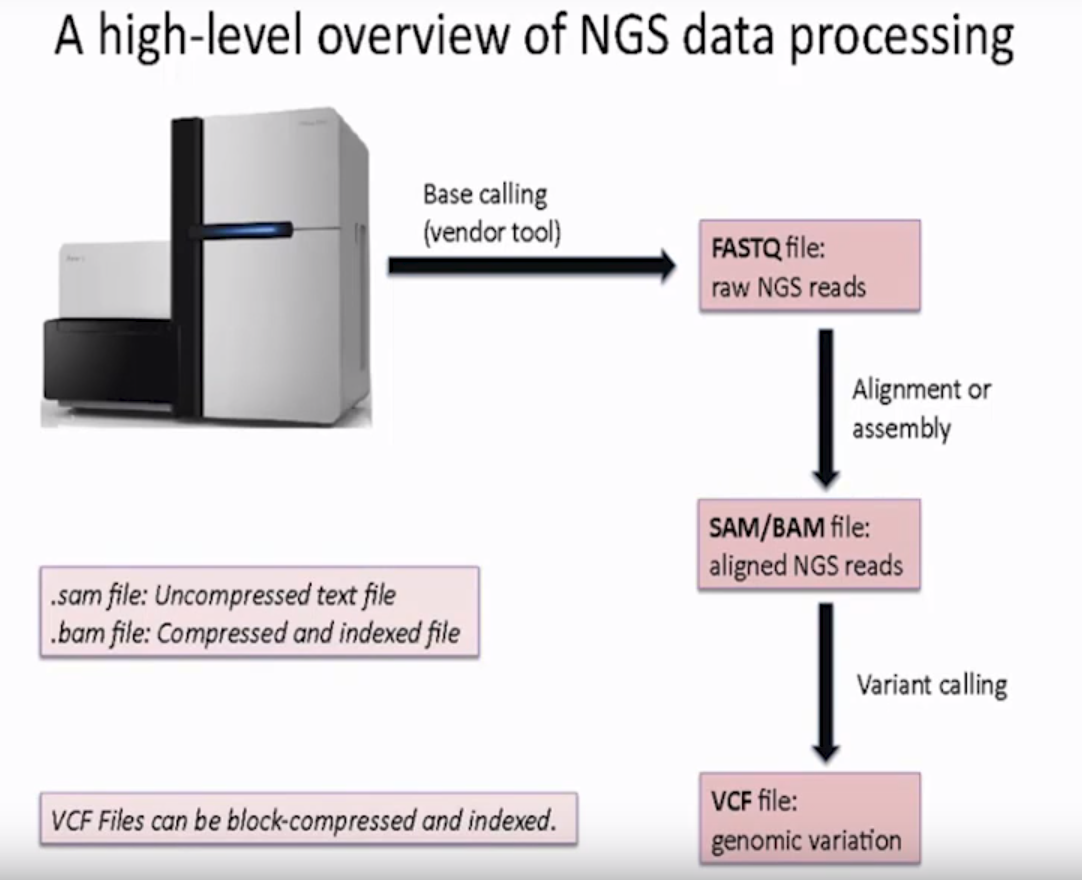 A high-level overview of NGS data processing
Base calling
(vendor tool)
FASTQ file:
raw NGS reads
Alignment or
assembly
SAM/BAM file:
aligned NGS reads
.sam file: Uncompressed text file
.bam file: Compressed and indexed file
Variant calling
VCF file:
genomic variation
VCF Files can be block-compressed and indexed.